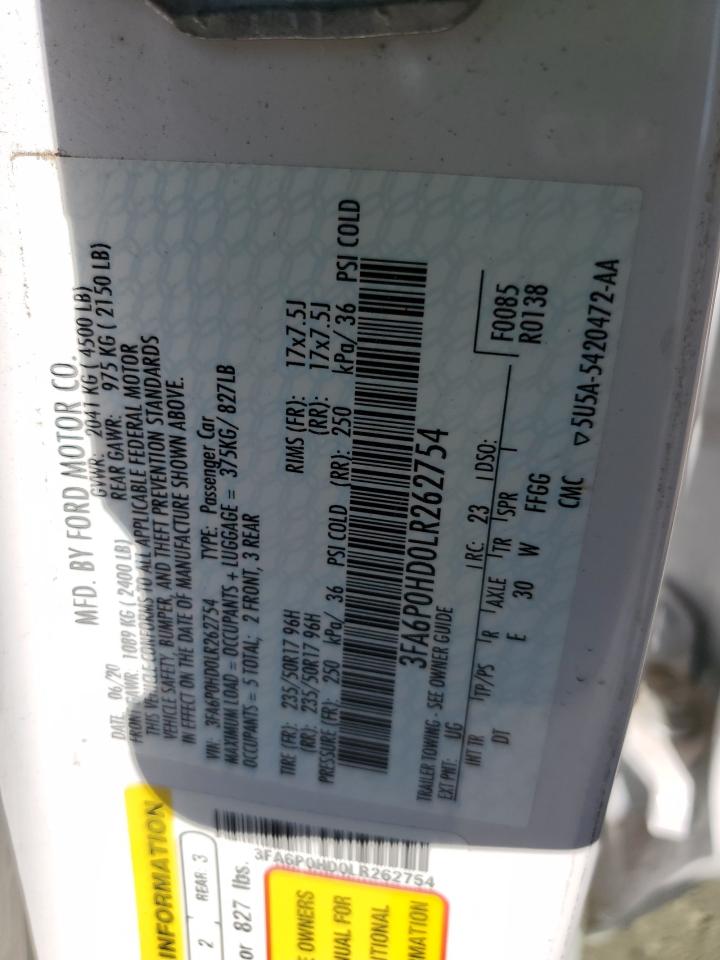 MFD. BY FORD MOTOR CO.
DATE: 06/20 GVWR: 2041 KG ( 4500 LB)
FRONT GAWR: 1089 KG ( 2400 LB) REAR GAWR: 975 KG ( 2150 LB)
THIS VEHICLE CONFORMS TO ALL APPLICABLE FEDERAL MOTOR
VEHICLE SAFETY, BUMPER, AND THEFT PREVENTION STANDARDS
IN EFFECT ON THE DATE OF MANUFACTURE SHOWN ABOVE.
VIN: 3FA6P0HD0LR262754 TYPE: Passenger Car
MAXIMUM LOAD = OCCUPANTS + LUGGAGE = 375KG/ 827LB
OCCUPANTS = 5 TOTAL; 2 FRONT, 3 REAR
TIRE (FR): 235/50R17 96H RIMS (FR): 17x7.5J
(RR): 235/50R17 96H (RR): 17x7.5J
PRESSURE (FR): 250 kPa/ 36 PSI COLD (RR): 250 kPa/ 36 PSI COLD
3FA6P0HD0LR262754
TRAILER TOWING - SEE OWNER GUIDE
EXT PNT: UG RC: 23 DSO: F0085
INT TR TP/PS R AXLE TR SPR R0138
DT E 30 W FFGG
CMC ▽5U5A-5420472-AA
INFORMATION
2 REAR 3
or 827 lbs.
3FA6P0HD0LR262754
E OWNERS
NUAL FOR
ITIONAL
RMATION